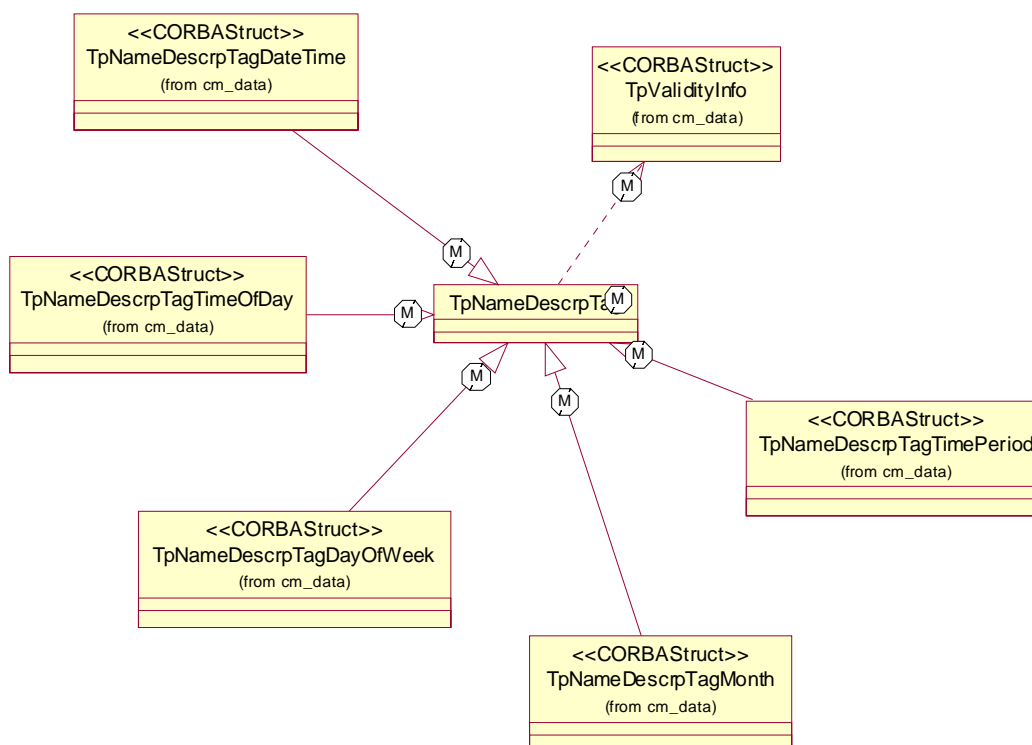 <<CORBAStruct>>
TpNameDescrpTagDateTime
(from cm_data)
<<CORBAStruct>>
TpValidityInfo
(from cm_data)
M
M
<<CORBAStruct>>
TpNameDescrpTagTimeOfDay
(from cm_data)
M
TpNameDescrpTag
M
M
M
M
<<CORBAStruct>>
TpNameDescrpTagTimePeriod
(from cm_data)
<<CORBAStruct>>
TpNameDescrpTagDayOfWeek
(from cm_data)
<<CORBAStruct>>
TpNameDescrpTagMonth
(from cm_data)